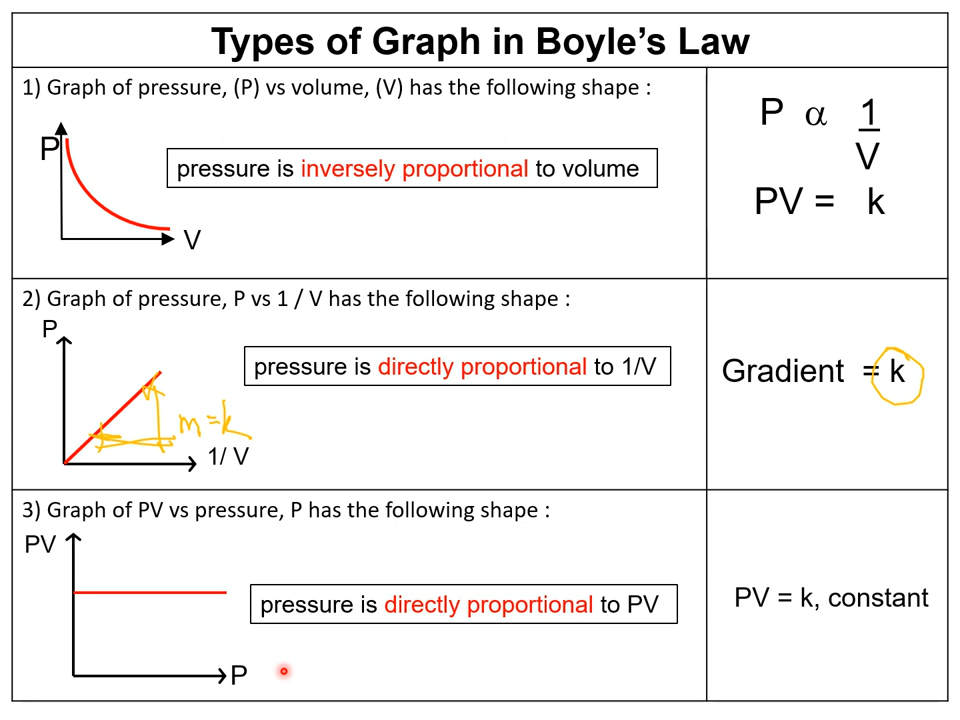 Types of Graph in Boyle's Law
1) Graph of pressure, (P) vs volume, (V) has the following shape :
P
pressure is inversely proportional to volume
V
P α 1
V
PV = k
2) Graph of pressure, P vs 1 / V has the following shape :
P
pressure is directly proportional to 1/V
m = k
1/ V
Gradient = k
3) Graph of PV vs pressure, P has the following shape :
PV
pressure is directly proportional to PV
P
PV = k, constant